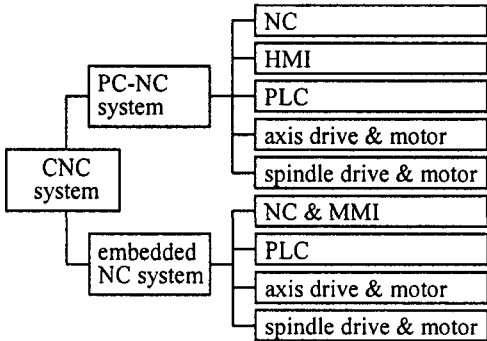 CNC
system
PC-NC
system
NC
HMI
PLC
axis drive & motor
spindle drive & motor
embedded
NC system
NC & MMI
PLC
axis drive & motor
spindle drive & motor